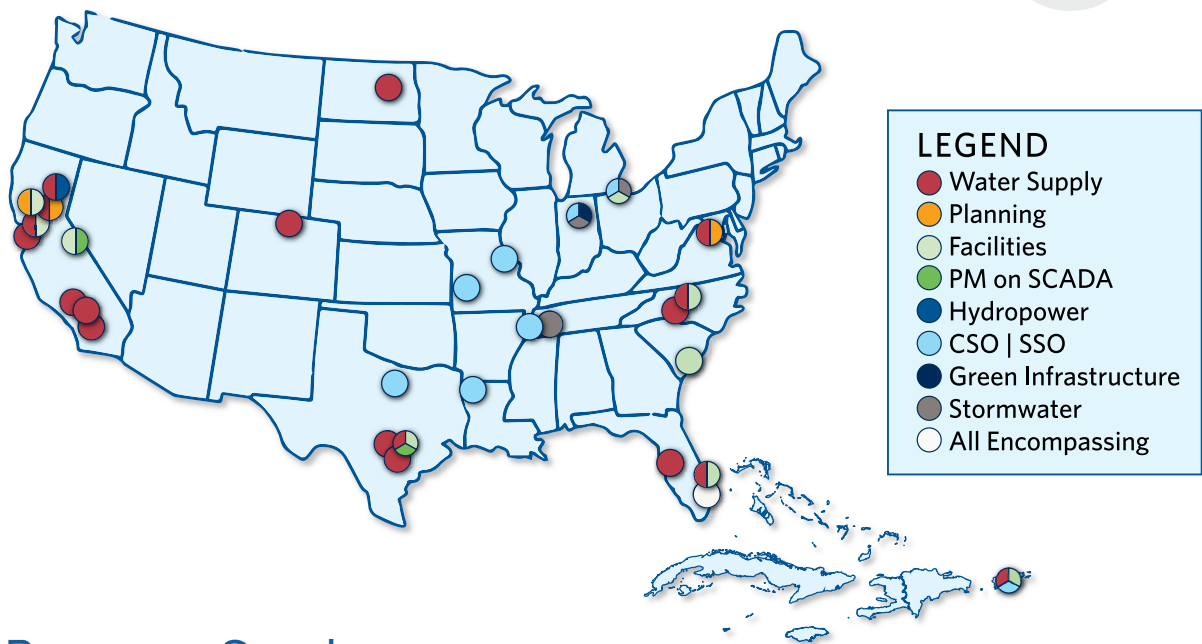 LEGEND
Water Supply
Planning
Facilities
PM on SCADA
Hydropower
CSO | SSO
Green Infrastructure
Stormwater
All Encompassing